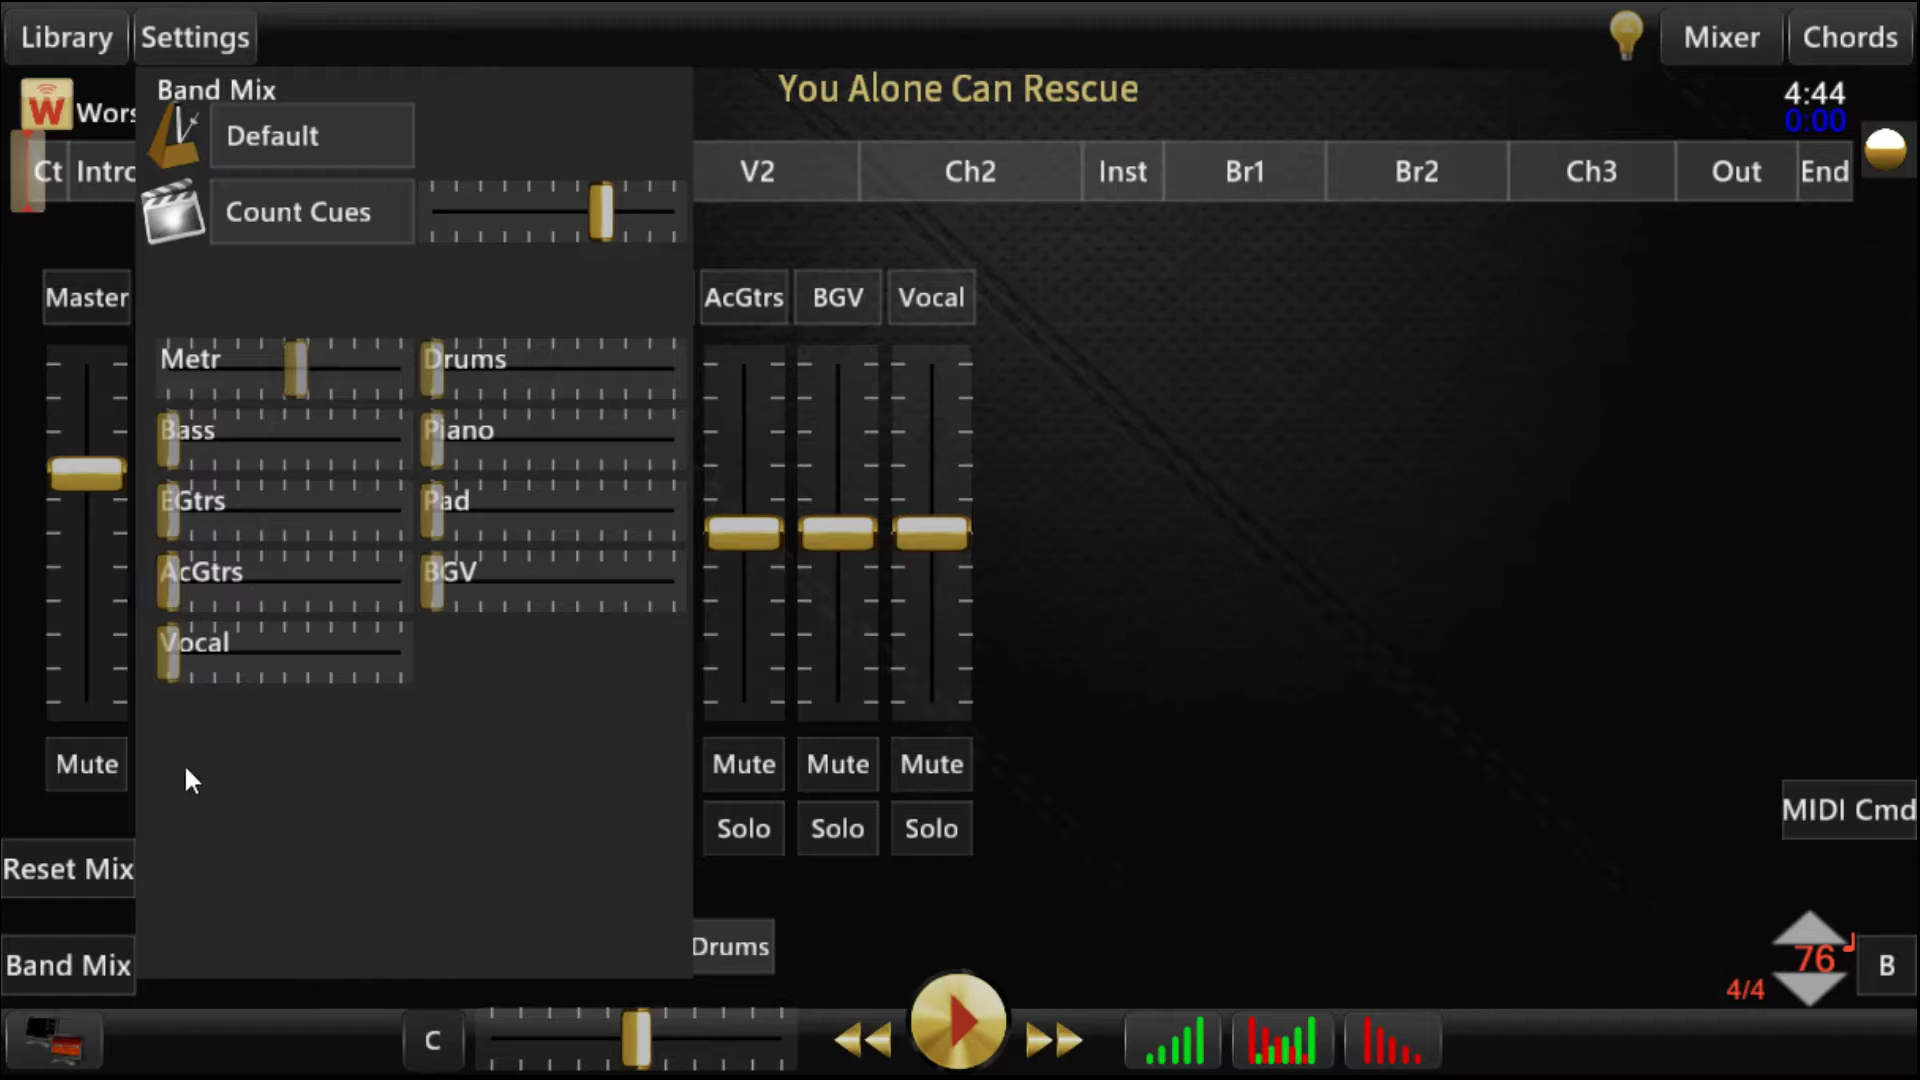 Library Settings Mixer Chords
Band Mix
You Alone Can Rescue
4:44
0:00
W Wors
Default
Ct Intro V2 Ch2 Inst Br1 Br2 Ch3 Out End
Count Cues
Master AcGtrs BGV Vocal
Metr Drums
Bass Piano
EGtrs Pad
AcGtrs BGV
Vocal
Mute Mute Mute Mute
Solo Solo Solo
MIDI Cmd
Reset Mix
Drums
Band Mix
76 B
4/4
C